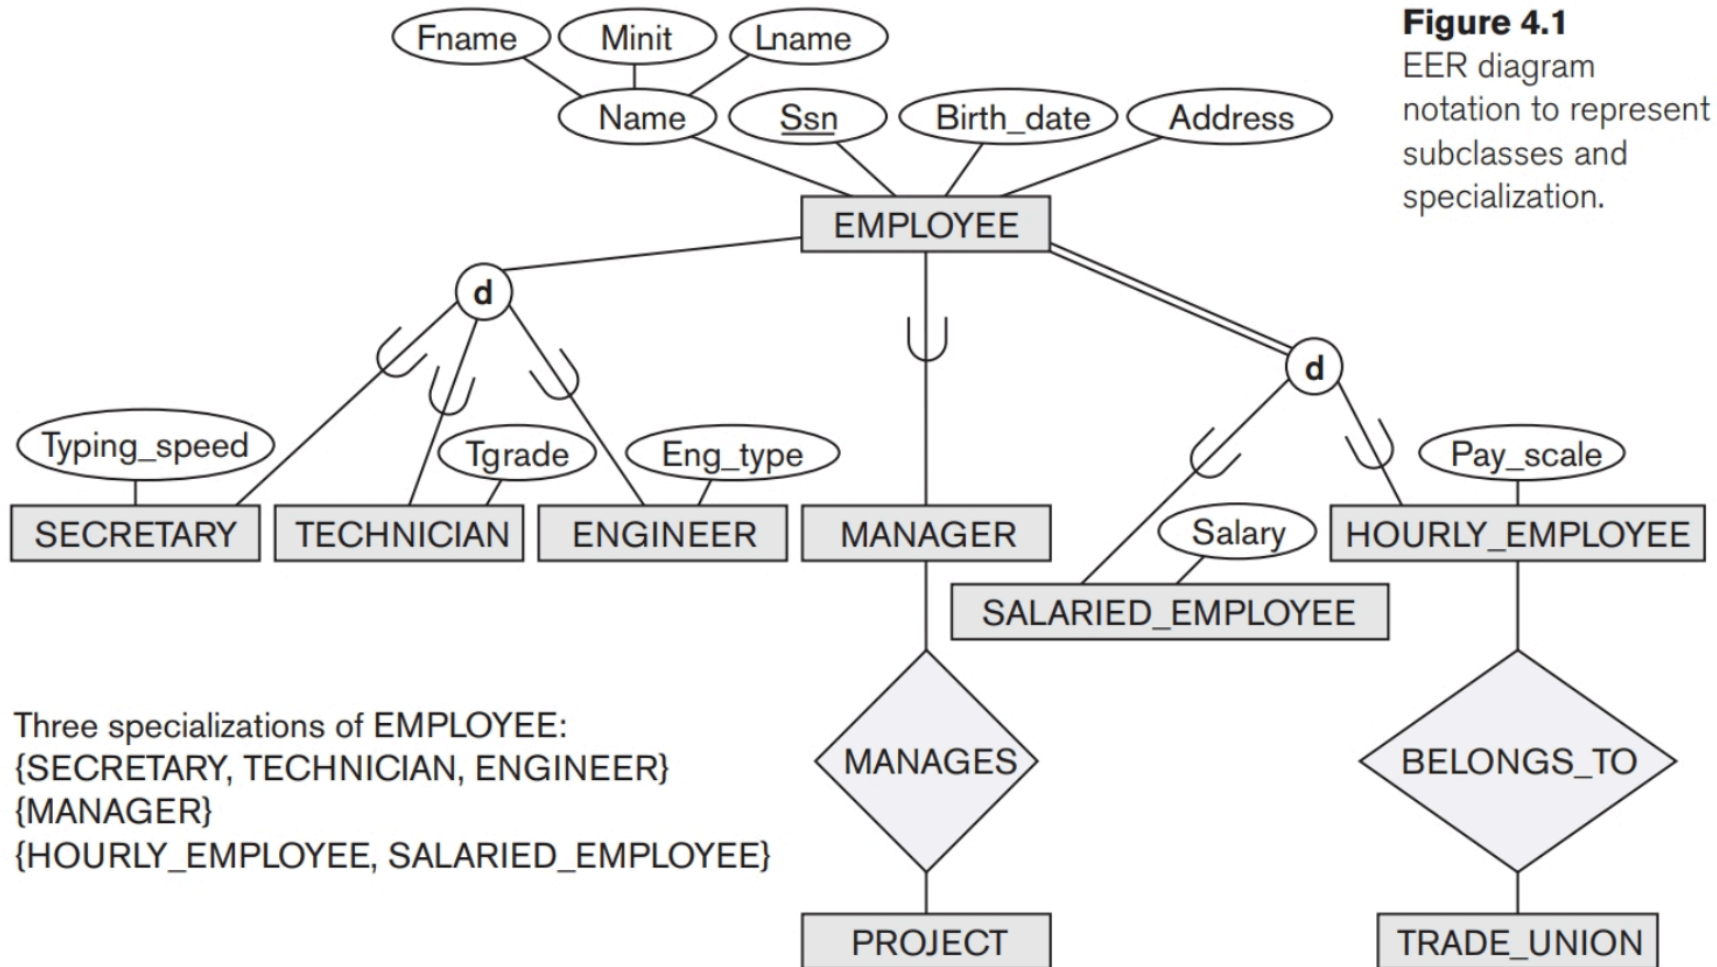 Fname
Minit
Lname
Figure 4.1
EER diagram
notation to represent
subclasses and
specialization.
Name
Ssn
Birth_date
Address
EMPLOYEE
d
d
Typing_speed
Tgrade
Eng_type
Pay_scale
SECRETARY
TECHNICIAN
ENGINEER
MANAGER
Salary
HOURLY_EMPLOYEE
SALARIED_EMPLOYEE
Three specializations of EMPLOYEE:
{SECRETARY, TECHNICIAN, ENGINEER}
{MANAGER}
{HOURLY_EMPLOYEE, SALARIED_EMPLOYEE}
MANAGES
BELONGS_TO
PROJECT
TRADE_UNION